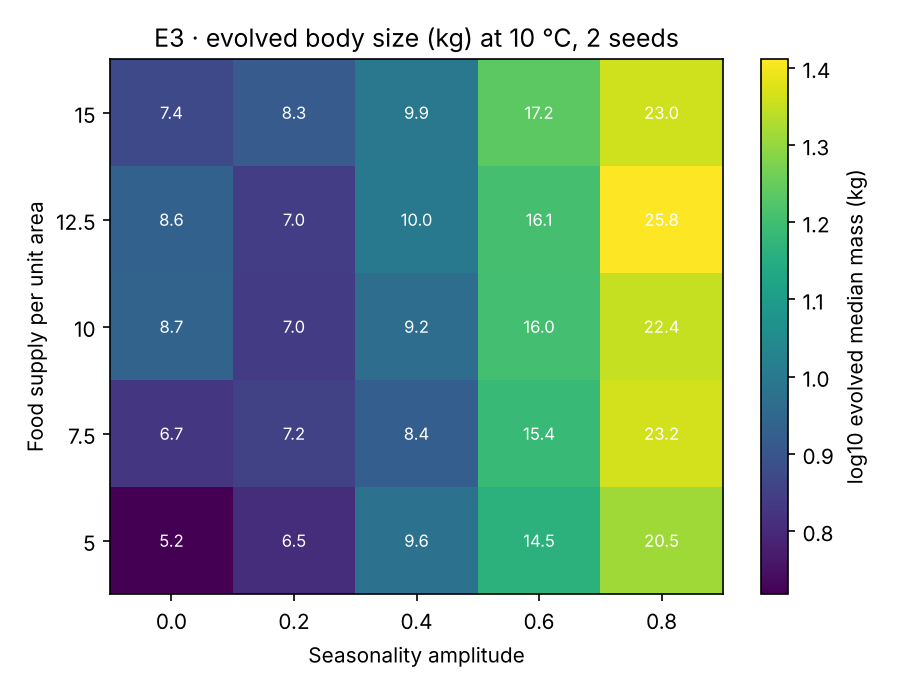 E3 · evolved body size (kg) at 10 °C, 2 seeds
Food supply per unit area
15 7.4 8.3 9.9 17.2 23.0
12.5 8.6 7.0 10.0 16.1 25.8
10 8.7 7.0 9.2 16.0 22.4
7.5 6.7 7.2 8.4 15.4 23.2
5 5.2 6.5 9.6 14.5 20.5
0.0 0.2 0.4 0.6 0.8
Seasonality amplitude
1.4
1.3
1.2
1.1
1.0
0.9
0.8
log10 evolved median mass (kg)